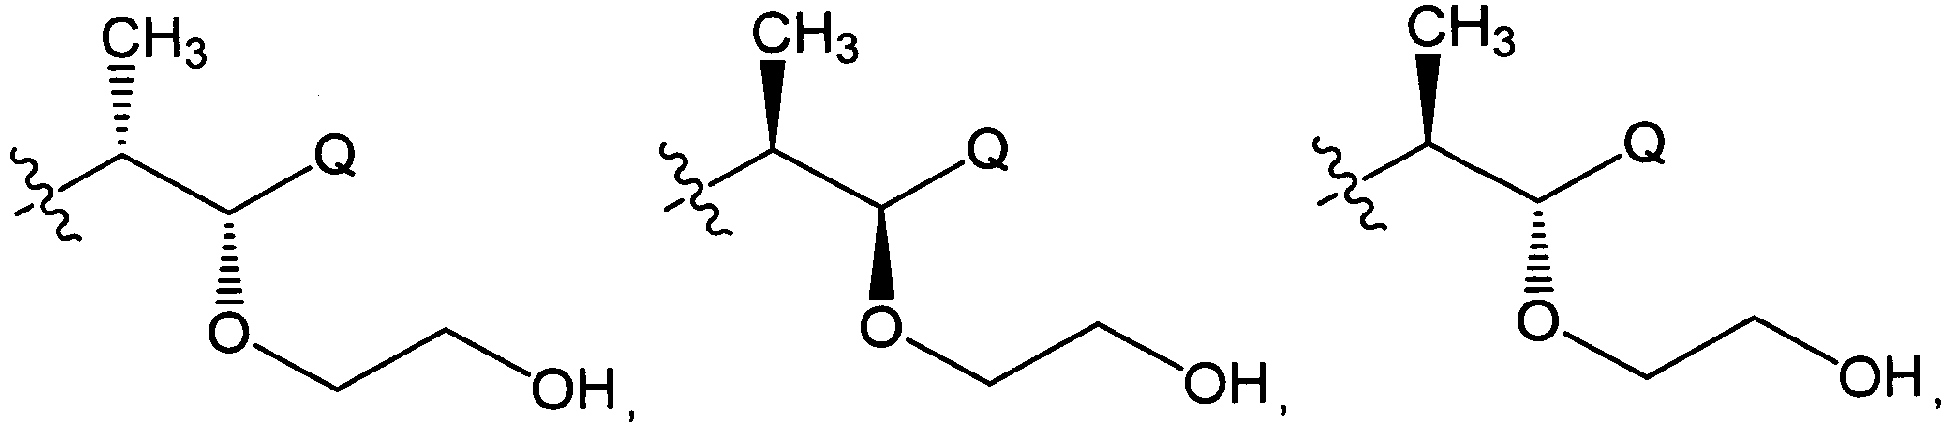 CH3 CH3 CH3
Q Q Q
O O O
OH, OH, OH,